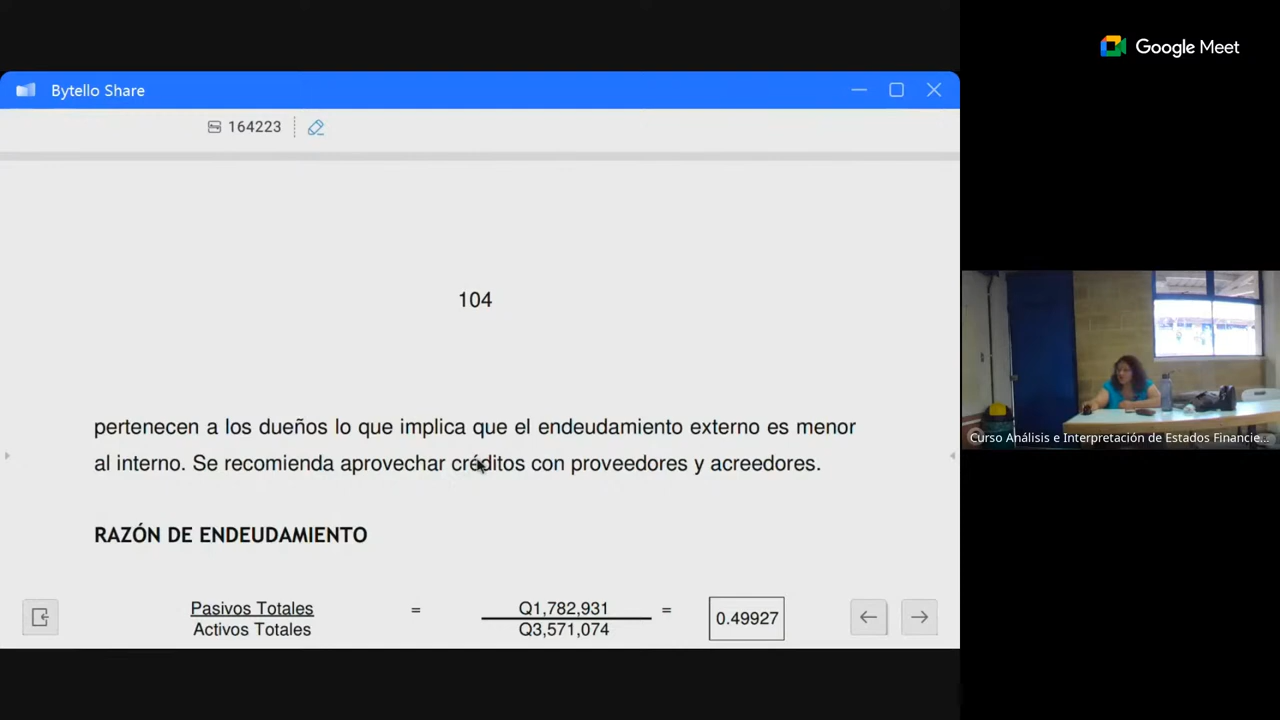 Google Meet
Bytello Share
164223
104
pertenecen a los dueños lo que implica que el endeudamiento externo es menor
al interno. Se recomienda aprovechar créditos con proveedores y acreedores.
RAZÓN DE ENDEUDAMIENTO
Pasivos Totales = Q1,782,931 = 0.49927
Activos Totales Q3,571,074
Curso Análisis e Interpretación de Estados Financie...